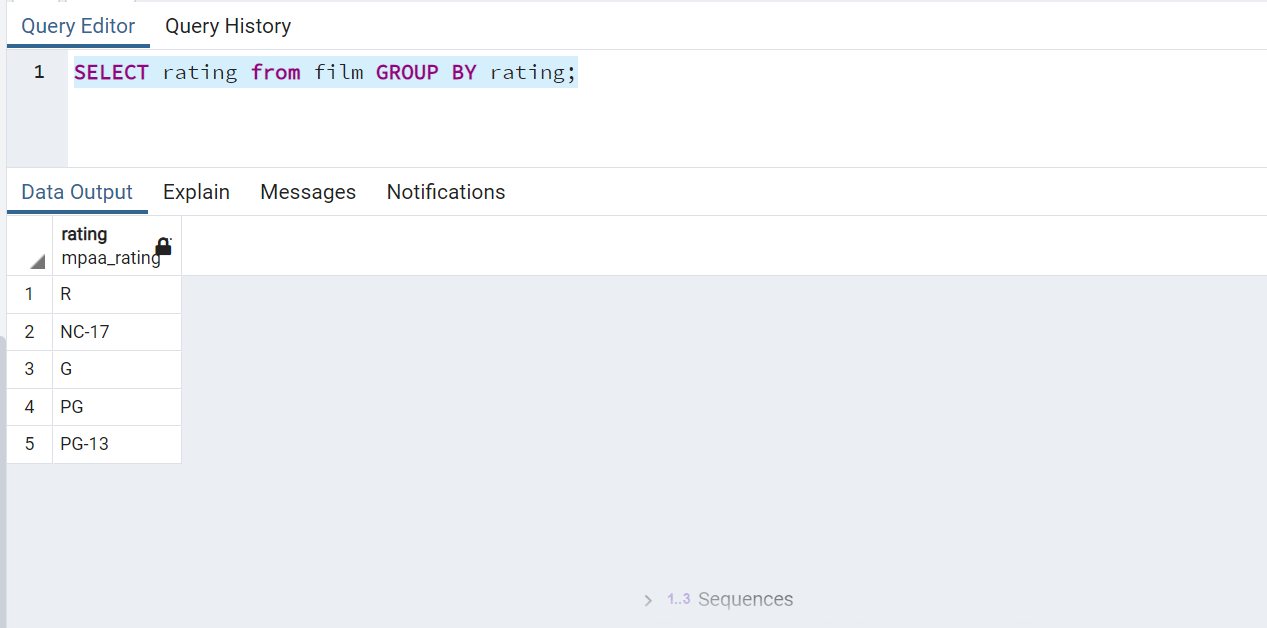 Query Editor Query History
1 SELECT rating from film GROUP BY rating;
Data Output Explain Messages Notifications
rating
mpaa_rating
1 R
2 NC-17
3 G
4 PG
5 PG-13
1..3 Sequences